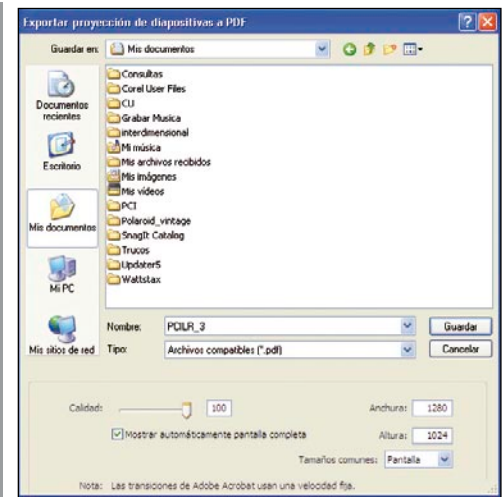 Exportar proyección de diapositivas a PDF
Guardar en: Mis documentos
Documentos recientes
Escritorio
Mis documentos
Mi PC
Mis sitios de red
Consultas
Corel User Files
CU
Grabar Musica
interdmensional
Mi música
Mis archivos recibidos
Mis imágenes
Mis vídeos
PCI
Polaroid_vintage
SnagIt Catalog
Trucos
Updater5
Wattstax
Nombre: PCILR_3 Guardar
Tipo: Archivos compatibles (*.pdf) Cancelar
Calidad: 100 Anchura: 1280
Mostrar automáticamente pantalla completa Altura: 1024
Tamaños comunes: Pantalla
Nota: Las transiciones de Adobe Acrobat usan una velocidad fija.